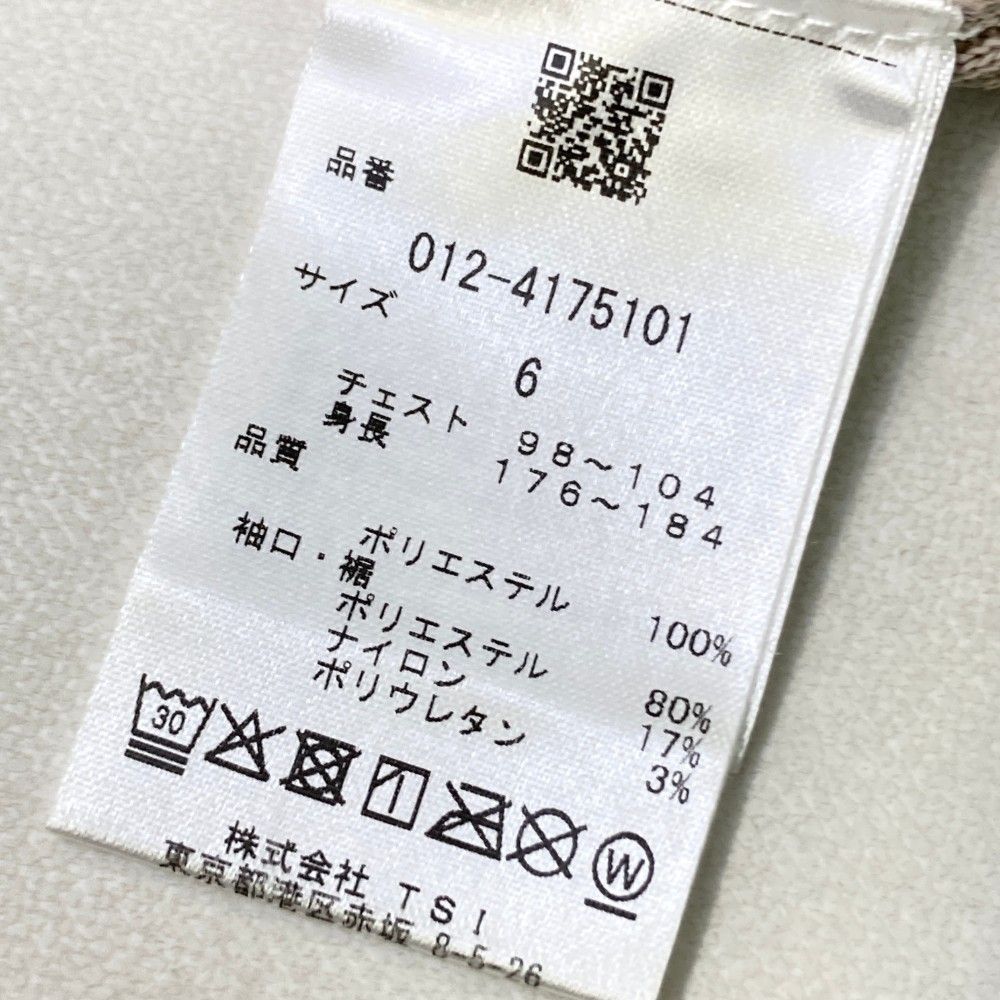 品番
012-4175101
サイズ
6
チェスト 98～104
身長 176～184
品質
ポリエステル 100%
袖口・裾
ポリエステル 80%
ナイロン 17%
ポリウレタン 3%
30
W
株式会社 TSI
東京都港区赤坂 8-5-26